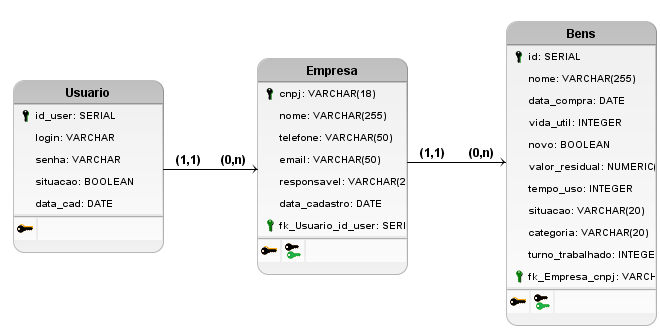 Usuario
id_user: SERIAL
login: VARCHAR
senha: VARCHAR
situacao: BOOLEAN
data_cad: DATE
(1,1) (0,n)
Empresa
cnpj: VARCHAR(18)
nome: VARCHAR(255)
telefone: VARCHAR(50)
email: VARCHAR(50)
responsavel: VARCHAR(2
data_cadastro: DATE
fk_Usuario_id_user: SERI
(1,1) (0,n)
Bens
id: SERIAL
nome: VARCHAR(255)
data_compra: DATE
vida_util: INTEGER
novo: BOOLEAN
valor_residual: NUMERIC(
tempo_uso: INTEGER
situacao: VARCHAR(20)
categoria: VARCHAR(20)
turno_trabalhado: INTEGE
fk_Empresa_cnpj: VARCH